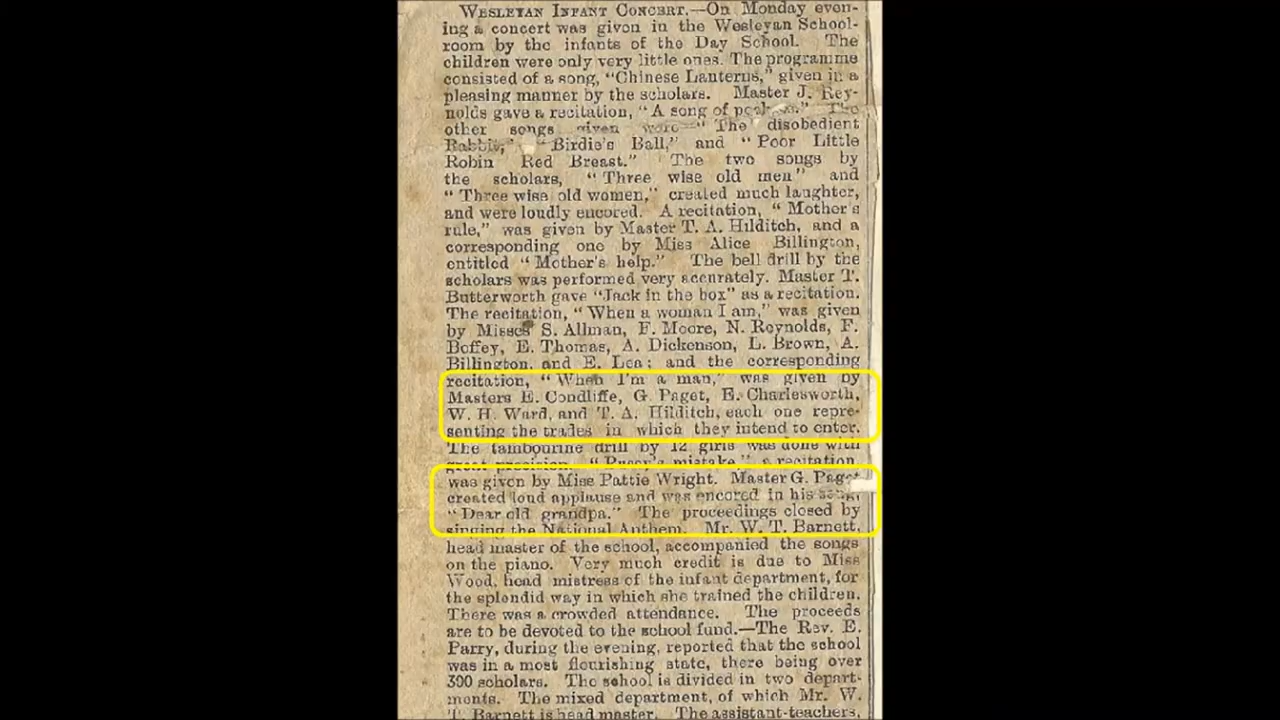 WESLEYAN INFANT CONCERT.—On Monday even-
ing a concert was given in the Wesleyan School-
room by the infants of the Day School. The
children were only very little ones. The programme
consisted of a song, "Chinese Lanterns," given in a
pleasing manner by the scholars. Master J. Rey-
nolds gave a recitation, "A song of The
other songs given were—" The disobedient
Rabbit," "Birdie's Ball," and "Poor Little
Robin Red Breast." The two songs by
the scholars, "Three wise old men" and
"Three wise old women," created much laughter,
and were loudly encored. A recitation, "Mother's
rule," was given by Master T. A. Hilditch, and a
corresponding one by Miss Alice Billington,
entitled "Mother's help." The bell drill by the
scholars was performed very accurately. Master T.
Butterworth gave "Jack in the box" as a recitation.
The recitation, "When a woman I am," was given
by Misses S. Allman, F. Moore, N. Reynolds, F.
Boffey, E. Thomas, A. Dickenson, L. Brown, A.
Billington, and E. Lea; and the corresponding
recitation, "When I'm a man," was given by
Masters E. Condliffe, G. Paget, E. Charlesworth,
W. H. Ward, and T. A. Hilditch, each one repre-
senting the trades in which they intend to enter.
The tambourine drill by 12 girls was done with
great precision. mistake," a recitation,
was given by Miss Pattie Wright. Master G. Paget
created loud applause and was encored in his song,
"Dear old grandpa." The proceedings closed by
singing the National Anthem. Mr. W. T. Barnett,
head master of the school, accompanied the songs
on the piano. Very much credit is due to Miss
Wood, head mistress of the infant department, for
the splendid way in which she trained the children.
There was a crowded attendance. The proceeds
are to be devoted to the school fund.—The Rev. E.
Parry, during the evening, reported that the school
was in a most flourishing state, there being over
300 scholars. The school is divided in two depart-
ments. The mixed department, of which Mr. W.
T. Barnett is head master. The assistant-teachers,